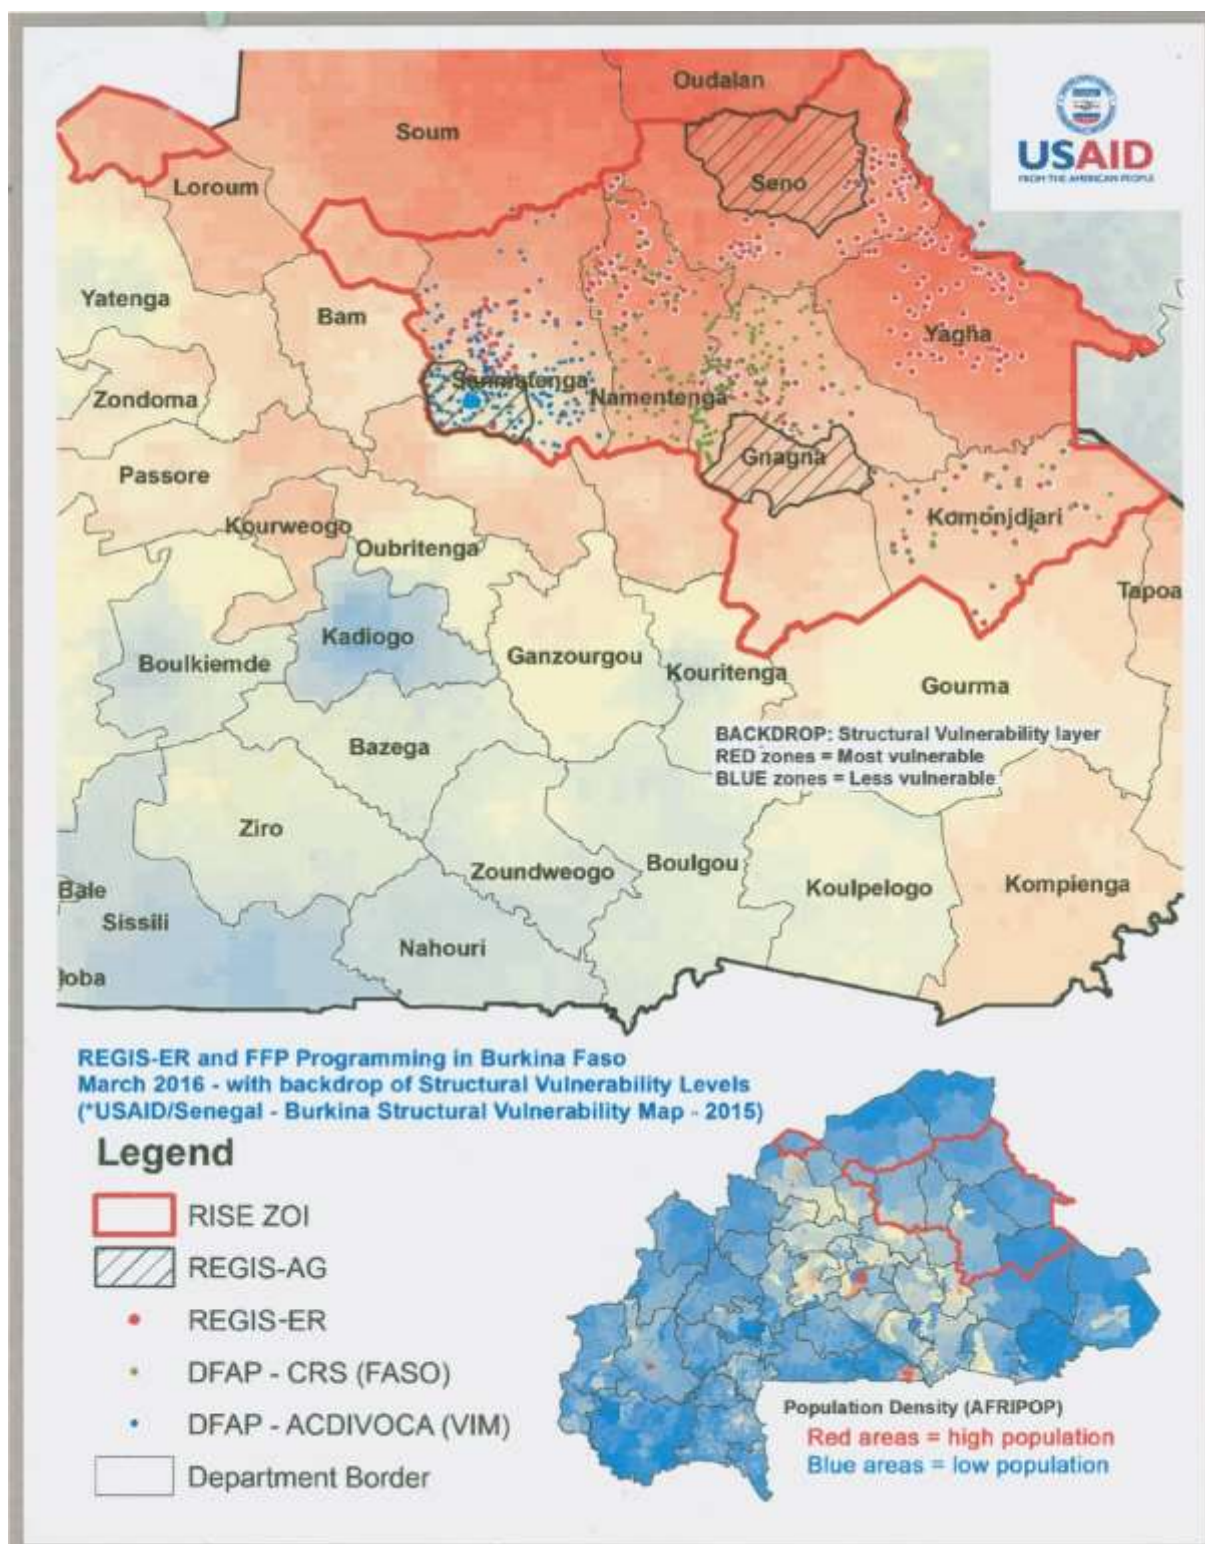 Oudalan
Soum
USAID
FROM THE AMERICAN PEOPLE
Loroum
Seno
Yatenga
Bam
Yagha
Sanmatenga
Zondoma
Namentenga
Gnagna
Passore
Kourweogo
Komonjdjari
Oubritenga
Tapoa
Kadiogo
Boulkiemde
Ganzourgou
Kouritenga
Gourma
BACKDROP: Structural Vulnerability layer
RED zones = Most vulnerable
BLUE zones = Less vulnerable
Bazega
Ziro
Zoundweogo
Boulgou
Koulpelogo
Kompienga
Bale
Sissili
Nahouri
Ioba
REGIS-ER and FFP Programming in Burkina Faso
March 2016 - with backdrop of Structural Vulnerability Levels
(*USAID/Senegal - Burkina Structural Vulnerability Map - 2015)
Legend
RISE ZOI
REGIS-AG
REGIS-ER
DFAP - CRS (FASO)
DFAP - ACDIVOCA (VIM)
Department Border
Population Density (AFRIPOP)
Red areas = high population
Blue areas = low population